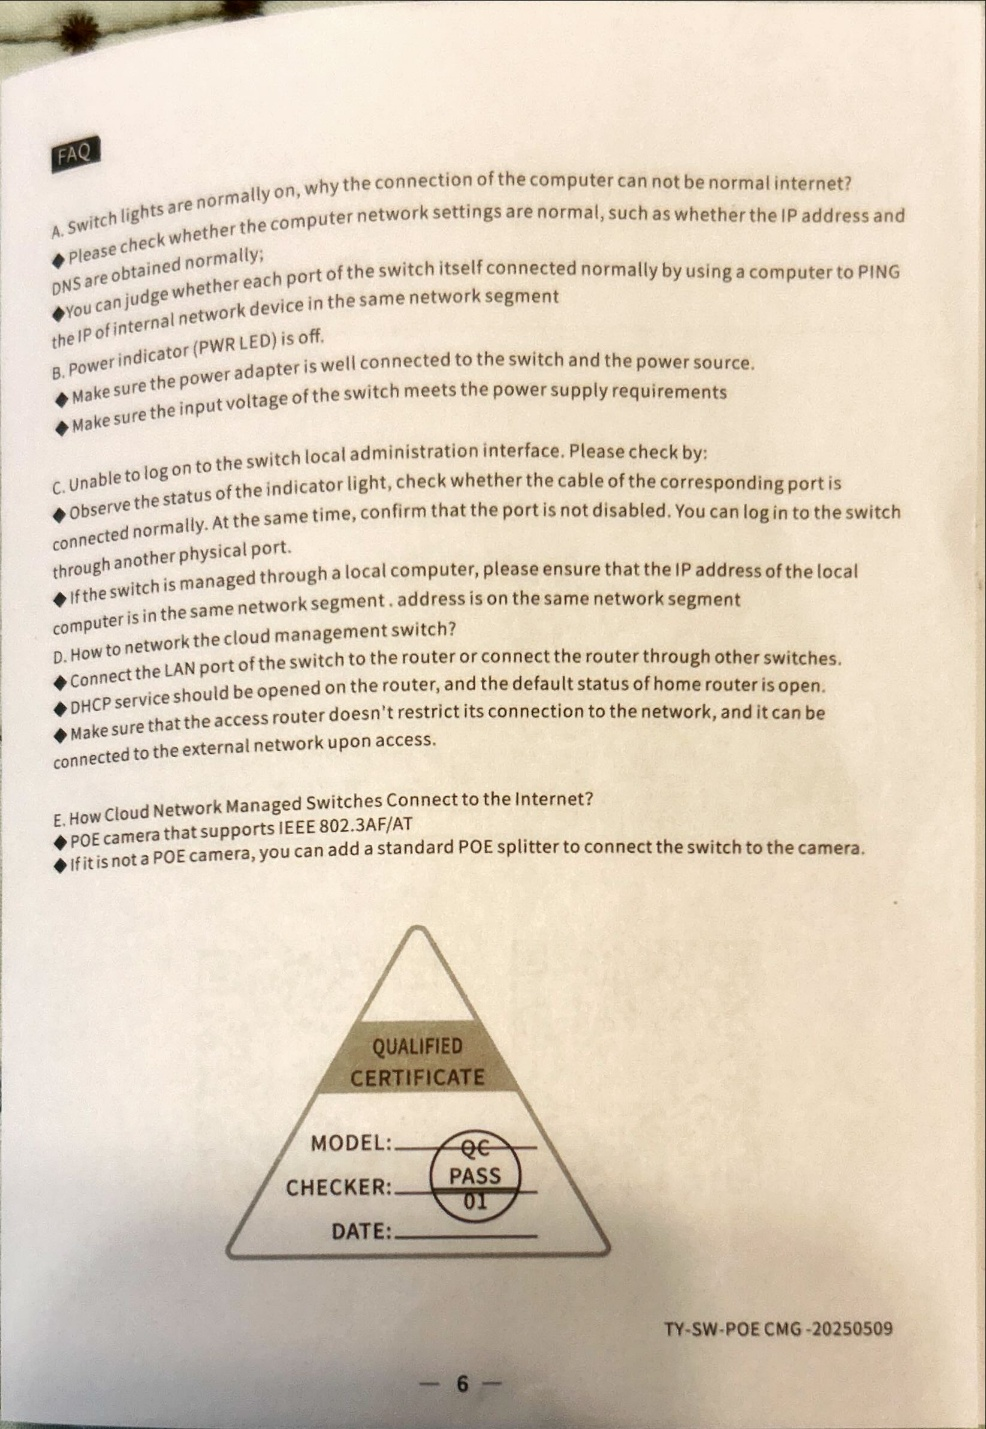 FAQ
A. Switch lights are normally on, why the connection of the computer can not be normal internet?
◆ Please check whether the computer network settings are normal, such as whether the IP address and
DNS are obtained normally;
◆You can judge whether each port of the switch itself connected normally by using a computer to PING
the IP of internal network device in the same network segment
B. Power indicator (PWR LED) is off.
◆ Make sure the power adapter is well connected to the switch and the power source.
◆ Make sure the input voltage of the switch meets the power supply requirements
C. Unable to log on to the switch local administration interface. Please check by:
◆ Observe the status of the indicator light, check whether the cable of the corresponding port is
connected normally. At the same time, confirm that the port is not disabled. You can log in to the switch
through another physical port.
◆ If the switch is managed through a local computer, please ensure that the IP address of the local
computer is in the same network segment . address is on the same network segment
D. How to network the cloud management switch?
◆ Connect the LAN port of the switch to the router or connect the router through other switches.
◆ DHCP service should be opened on the router, and the default status of home router is open.
◆ Make sure that the access router doesn't restrict its connection to the network, and it can be
connected to the external network upon access.
E. How Cloud Network Managed Switches Connect to the Internet?
◆ POE camera that supports IEEE 802.3AF/AT
◆ If it is not a POE camera, you can add a standard POE splitter to connect the switch to the camera.
QUALIFIED
CERTIFICATE
MODEL:
CHECKER:
DATE:
QC
PASS
01
TY-SW-POE CMG -20250509
— 6 —